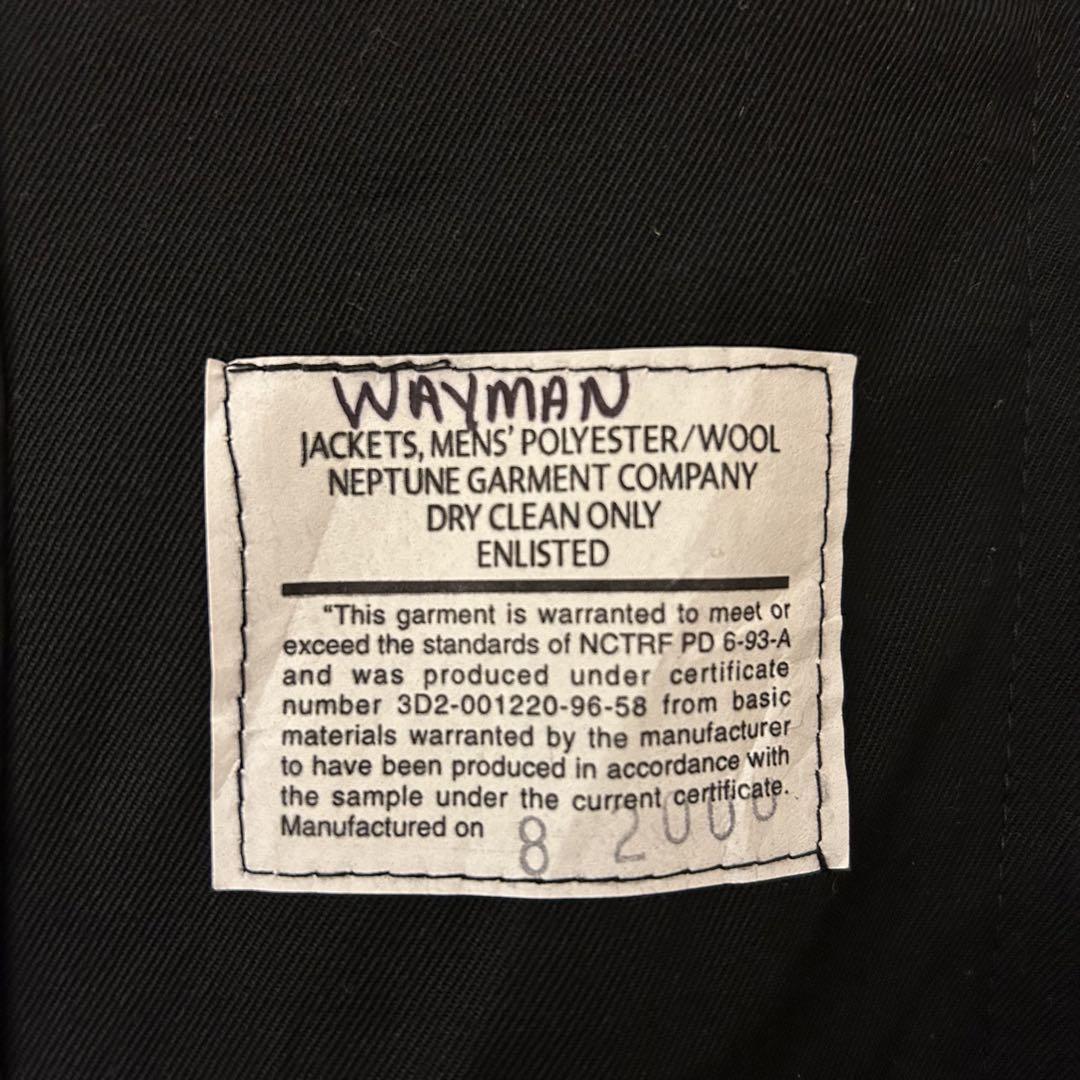 WAYMAN
JACKETS, MENS' POLYESTER/WOOL
NEPTUNE GARMENT COMPANY
DRY CLEAN ONLY
ENLISTED
"This garment is warranted to meet or
exceed the standards of NCTRF PD 6-93-A
and was produced under certificate
number 3D2-001220-96-58 from basic
materials warranted by the manufacturer
to have been produced in accordance with
the sample under the current certificate.
Manufactured on 8 2000